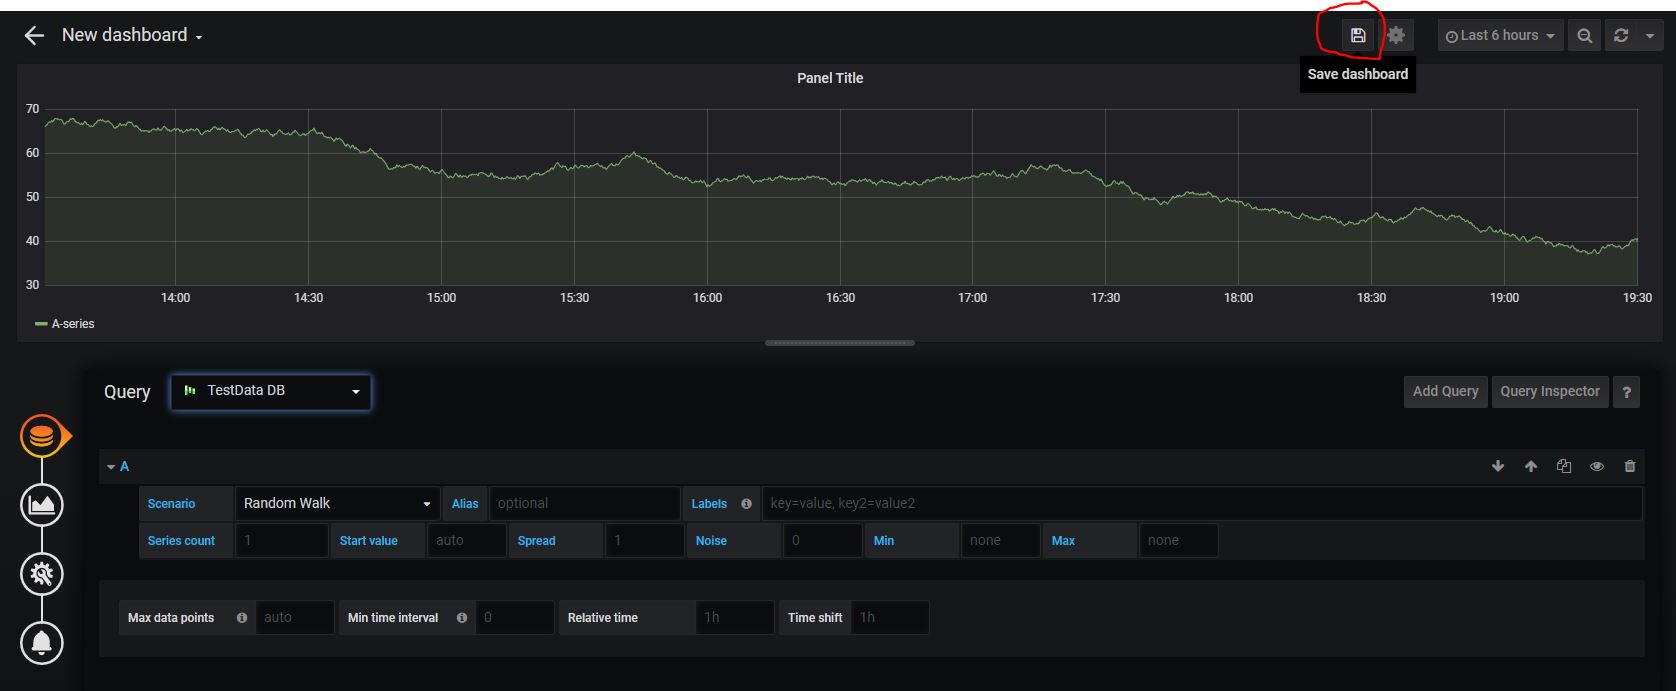 New dashboard
Last 6 hours
Save dashboard
Panel Title
70
60
50
40
30
14:00 14:30 15:00 15:30 16:00 16:30 17:00 17:30 18:00 18:30 19:00 19:30
A-series
Query TestData DB Add Query Query Inspector ?
A
Scenario Random Walk Alias optional Labels key=value, key2=value2
Series count 1 Start value auto Spread 1 Noise 0 Min none Max none
Max data points auto Min time interval 0 Relative time 1h Time shift 1h